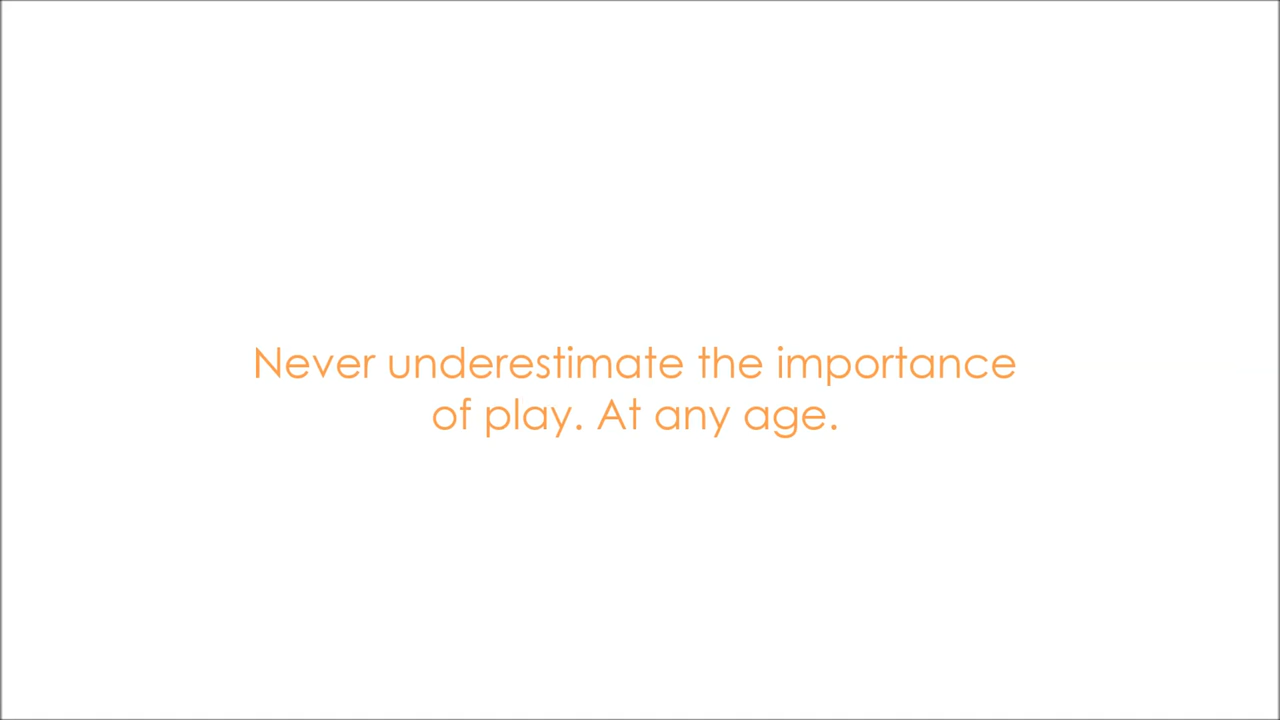 Never underestimate the importance
of play. At any age.